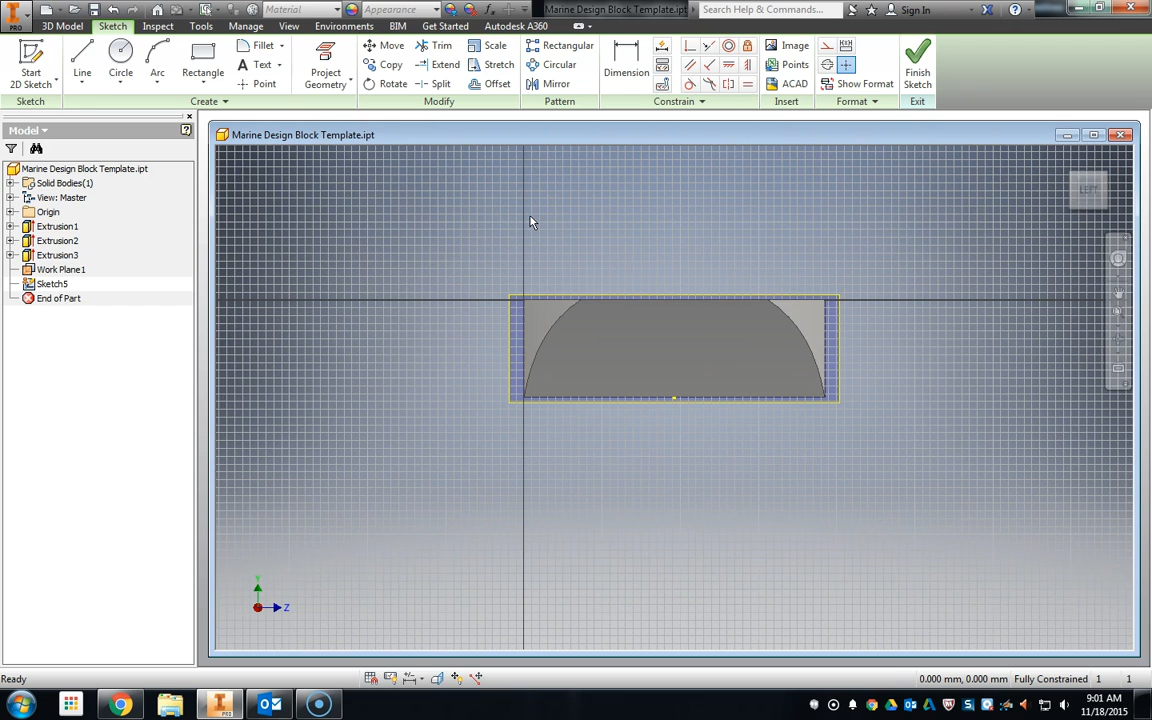 Material
Appearance
Marine Design Block Template.ipt
Search Help & Commands...
Sign In
PRO
3D Model
Sketch
Inspect
Tools
Manage
View
Environments
BIM
Get Started
Autodesk A360
Start
2D Sketch
Line
Circle
Arc
Rectangle
Fillet
Text
Point
Project
Geometry
Move
Copy
Rotate
Trim
Extend
Split
Scale
Stretch
Offset
Rectangular
Circular
Mirror
Dimension
Image
Points
ACAD
Show Format
Finish
Sketch
Sketch
Create
Modify
Pattern
Constrain
Insert
Format
Exit
Model
Marine Design Block Template.ipt
Solid Bodies(1)
View: Master
Origin
Extrusion1
Extrusion2
Extrusion3
Work Plane1
Sketch5
End of Part
Marine Design Block Template.ipt
LEFT
Y
Z
Ready
0.000 mm, 0.000 mm
Fully Constrained
1
1
9:01 AM
11/18/2015